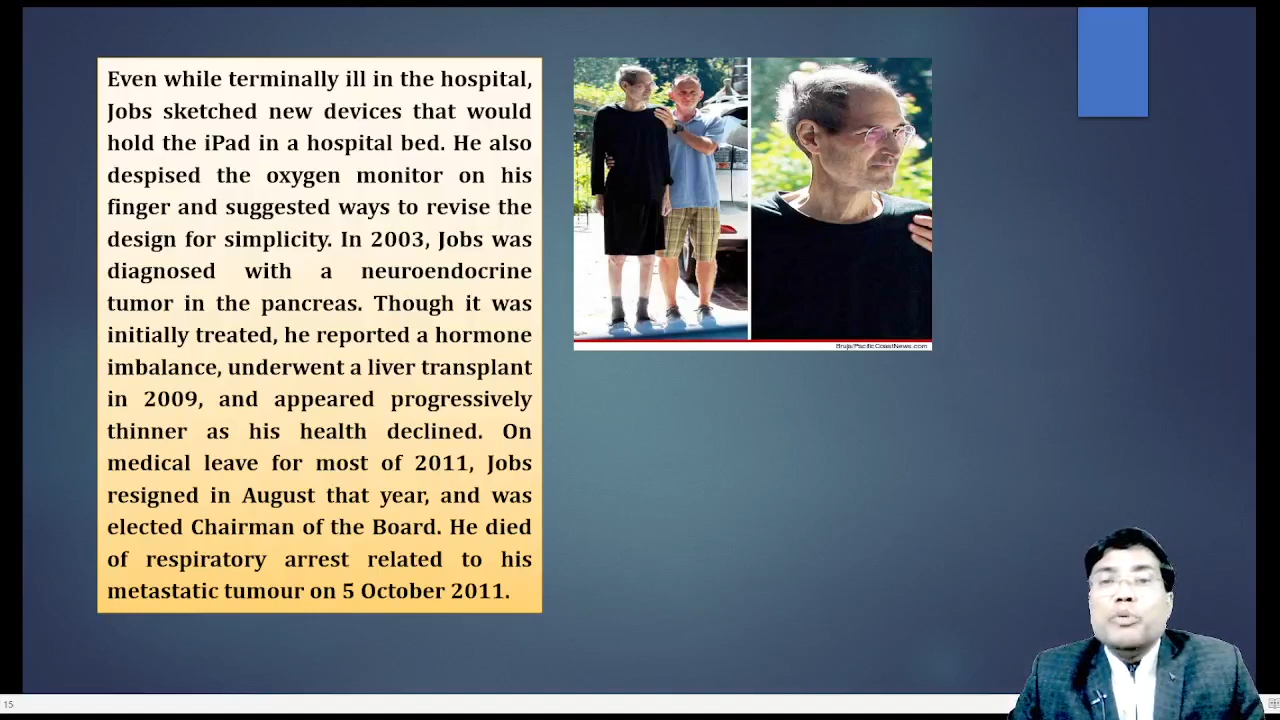 Even while terminally ill in the hospital,
Jobs sketched new devices that would
hold the iPad in a hospital bed. He also
despised the oxygen monitor on his
finger and suggested ways to revise the
design for simplicity. In 2003, Jobs was
diagnosed with a neuroendocrine
tumor in the pancreas. Though it was
initially treated, he reported a hormone
imbalance, underwent a liver transplant
in 2009, and appeared progressively
thinner as his health declined. On
medical leave for most of 2011, Jobs
resigned in August that year, and was
elected Chairman of the Board. He died
of respiratory arrest related to his
metastatic tumour on 5 October 2011.
Bruja/PacificCoastNews.com
15